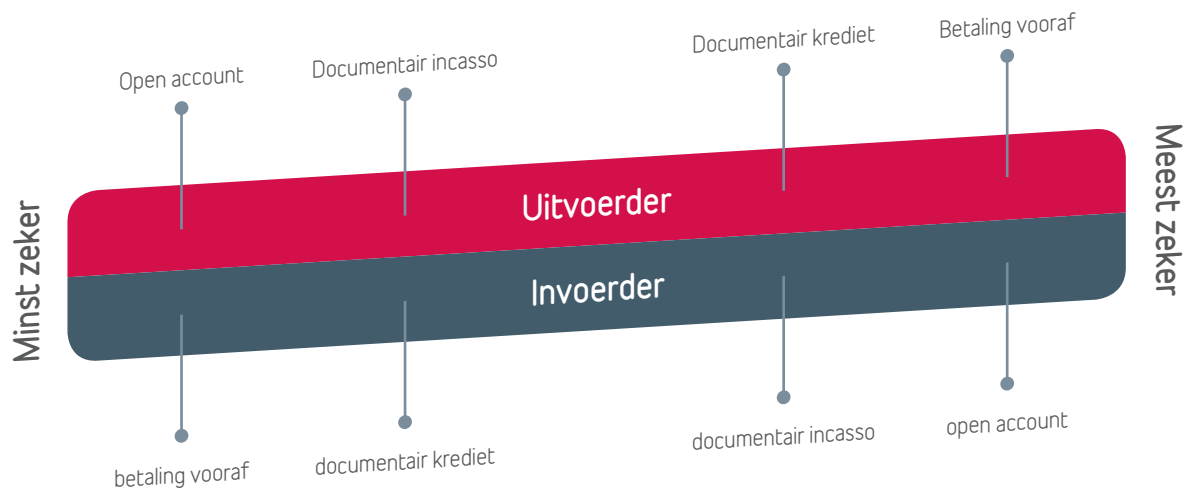 Open account
Documentair incasso
Documentair krediet
Betaling vooraf
Minst zeker
Uitvoerder
Invoerder
Meest zeker
betaling vooraf
documentair krediet
documentair incasso
open account